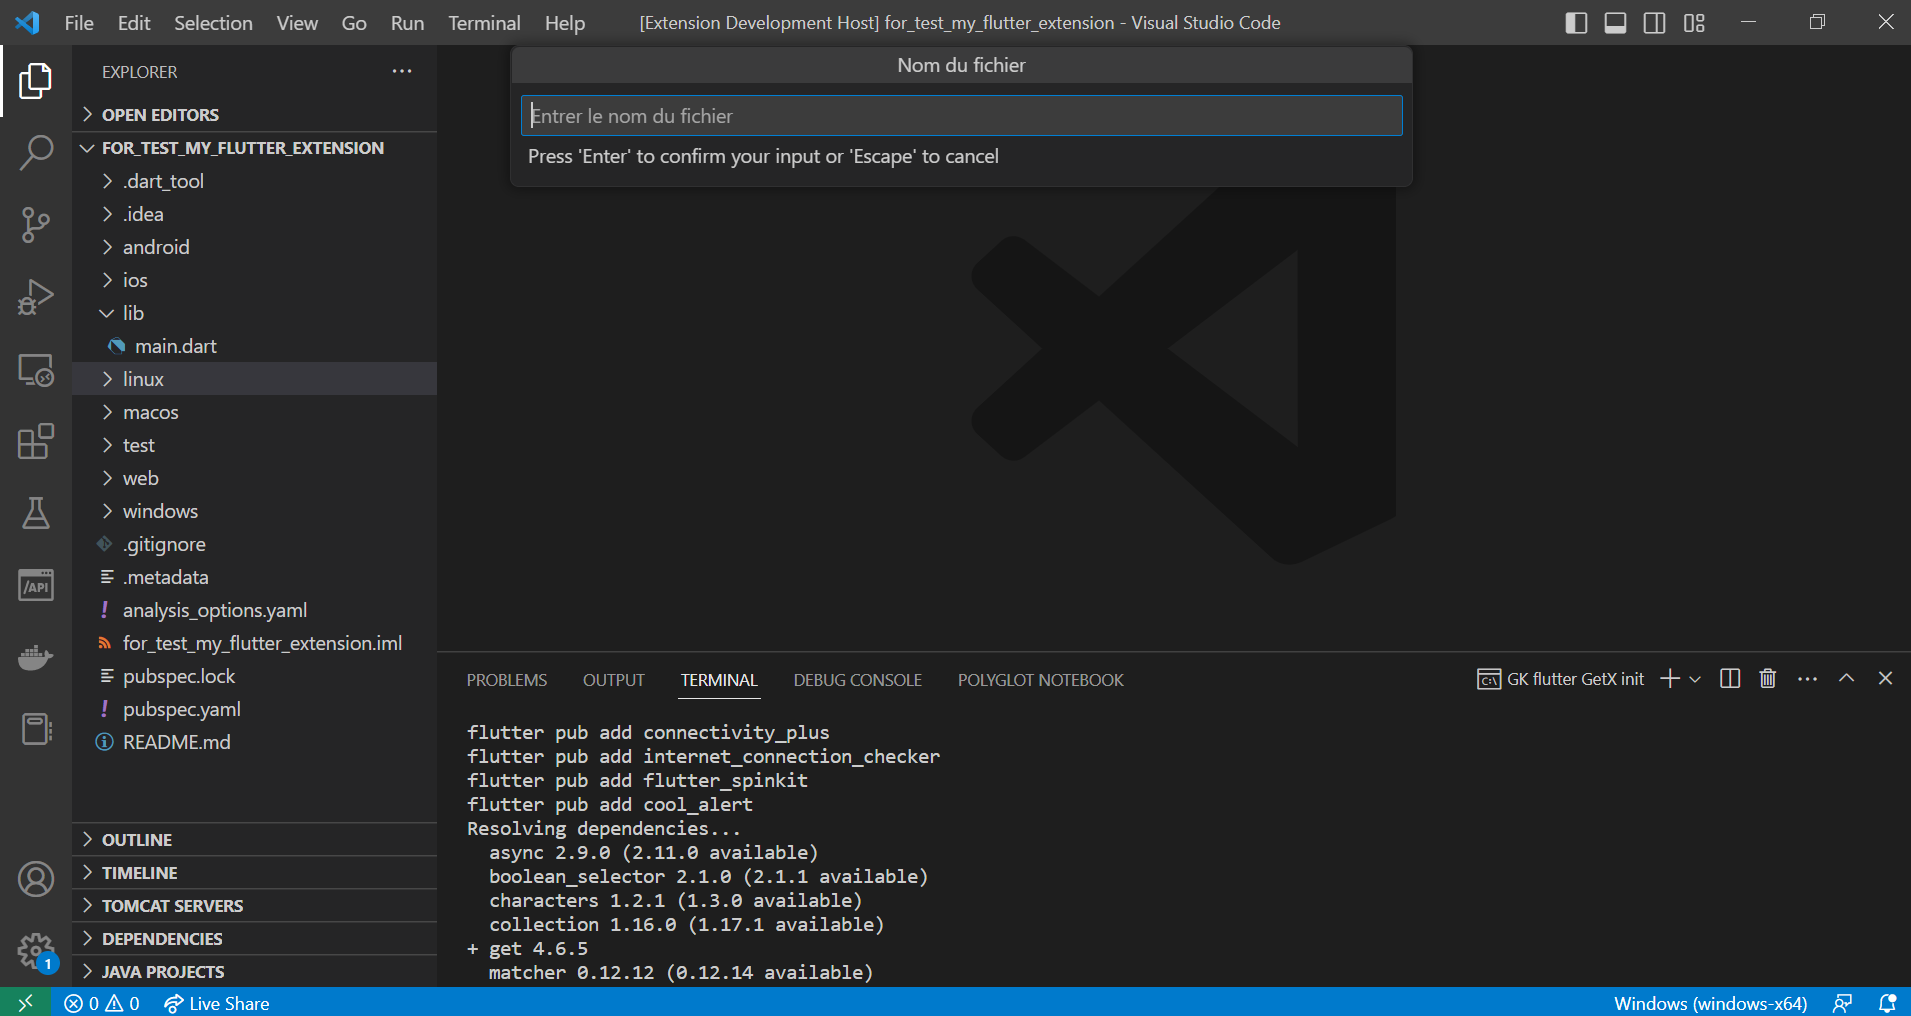 File Edit Selection View Go Run Terminal Help [Extension Development Host] for_test_my_flutter_extension - Visual Studio Code
EXPLORER
OPEN EDITORS
FOR_TEST_MY_FLUTTER_EXTENSION
.dart_tool
.idea
android
ios
lib
main.dart
linux
macos
test
web
windows
.gitignore
.metadata
analysis_options.yaml
for_test_my_flutter_extension.iml
pubspec.lock
pubspec.yaml
README.md
OUTLINE
TIMELINE
TOMCAT SERVERS
DEPENDENCIES
JAVA PROJECTS
/API
1
Nom du fichier
Entrer le nom du fichier
Press 'Enter' to confirm your input or 'Escape' to cancel
PROBLEMS OUTPUT TERMINAL DEBUG CONSOLE POLYGLOT NOTEBOOK C:\ GK flutter GetX init
flutter pub add connectivity_plus
flutter pub add internet_connection_checker
flutter pub add flutter_spinkit
flutter pub add cool_alert
Resolving dependencies...
async 2.9.0 (2.11.0 available)
boolean_selector 2.1.0 (2.1.1 available)
characters 1.2.1 (1.3.0 available)
collection 1.16.0 (1.17.1 available)
+ get 4.6.5
matcher 0.12.12 (0.12.14 available)
0 0 Live Share Windows (windows-x64)